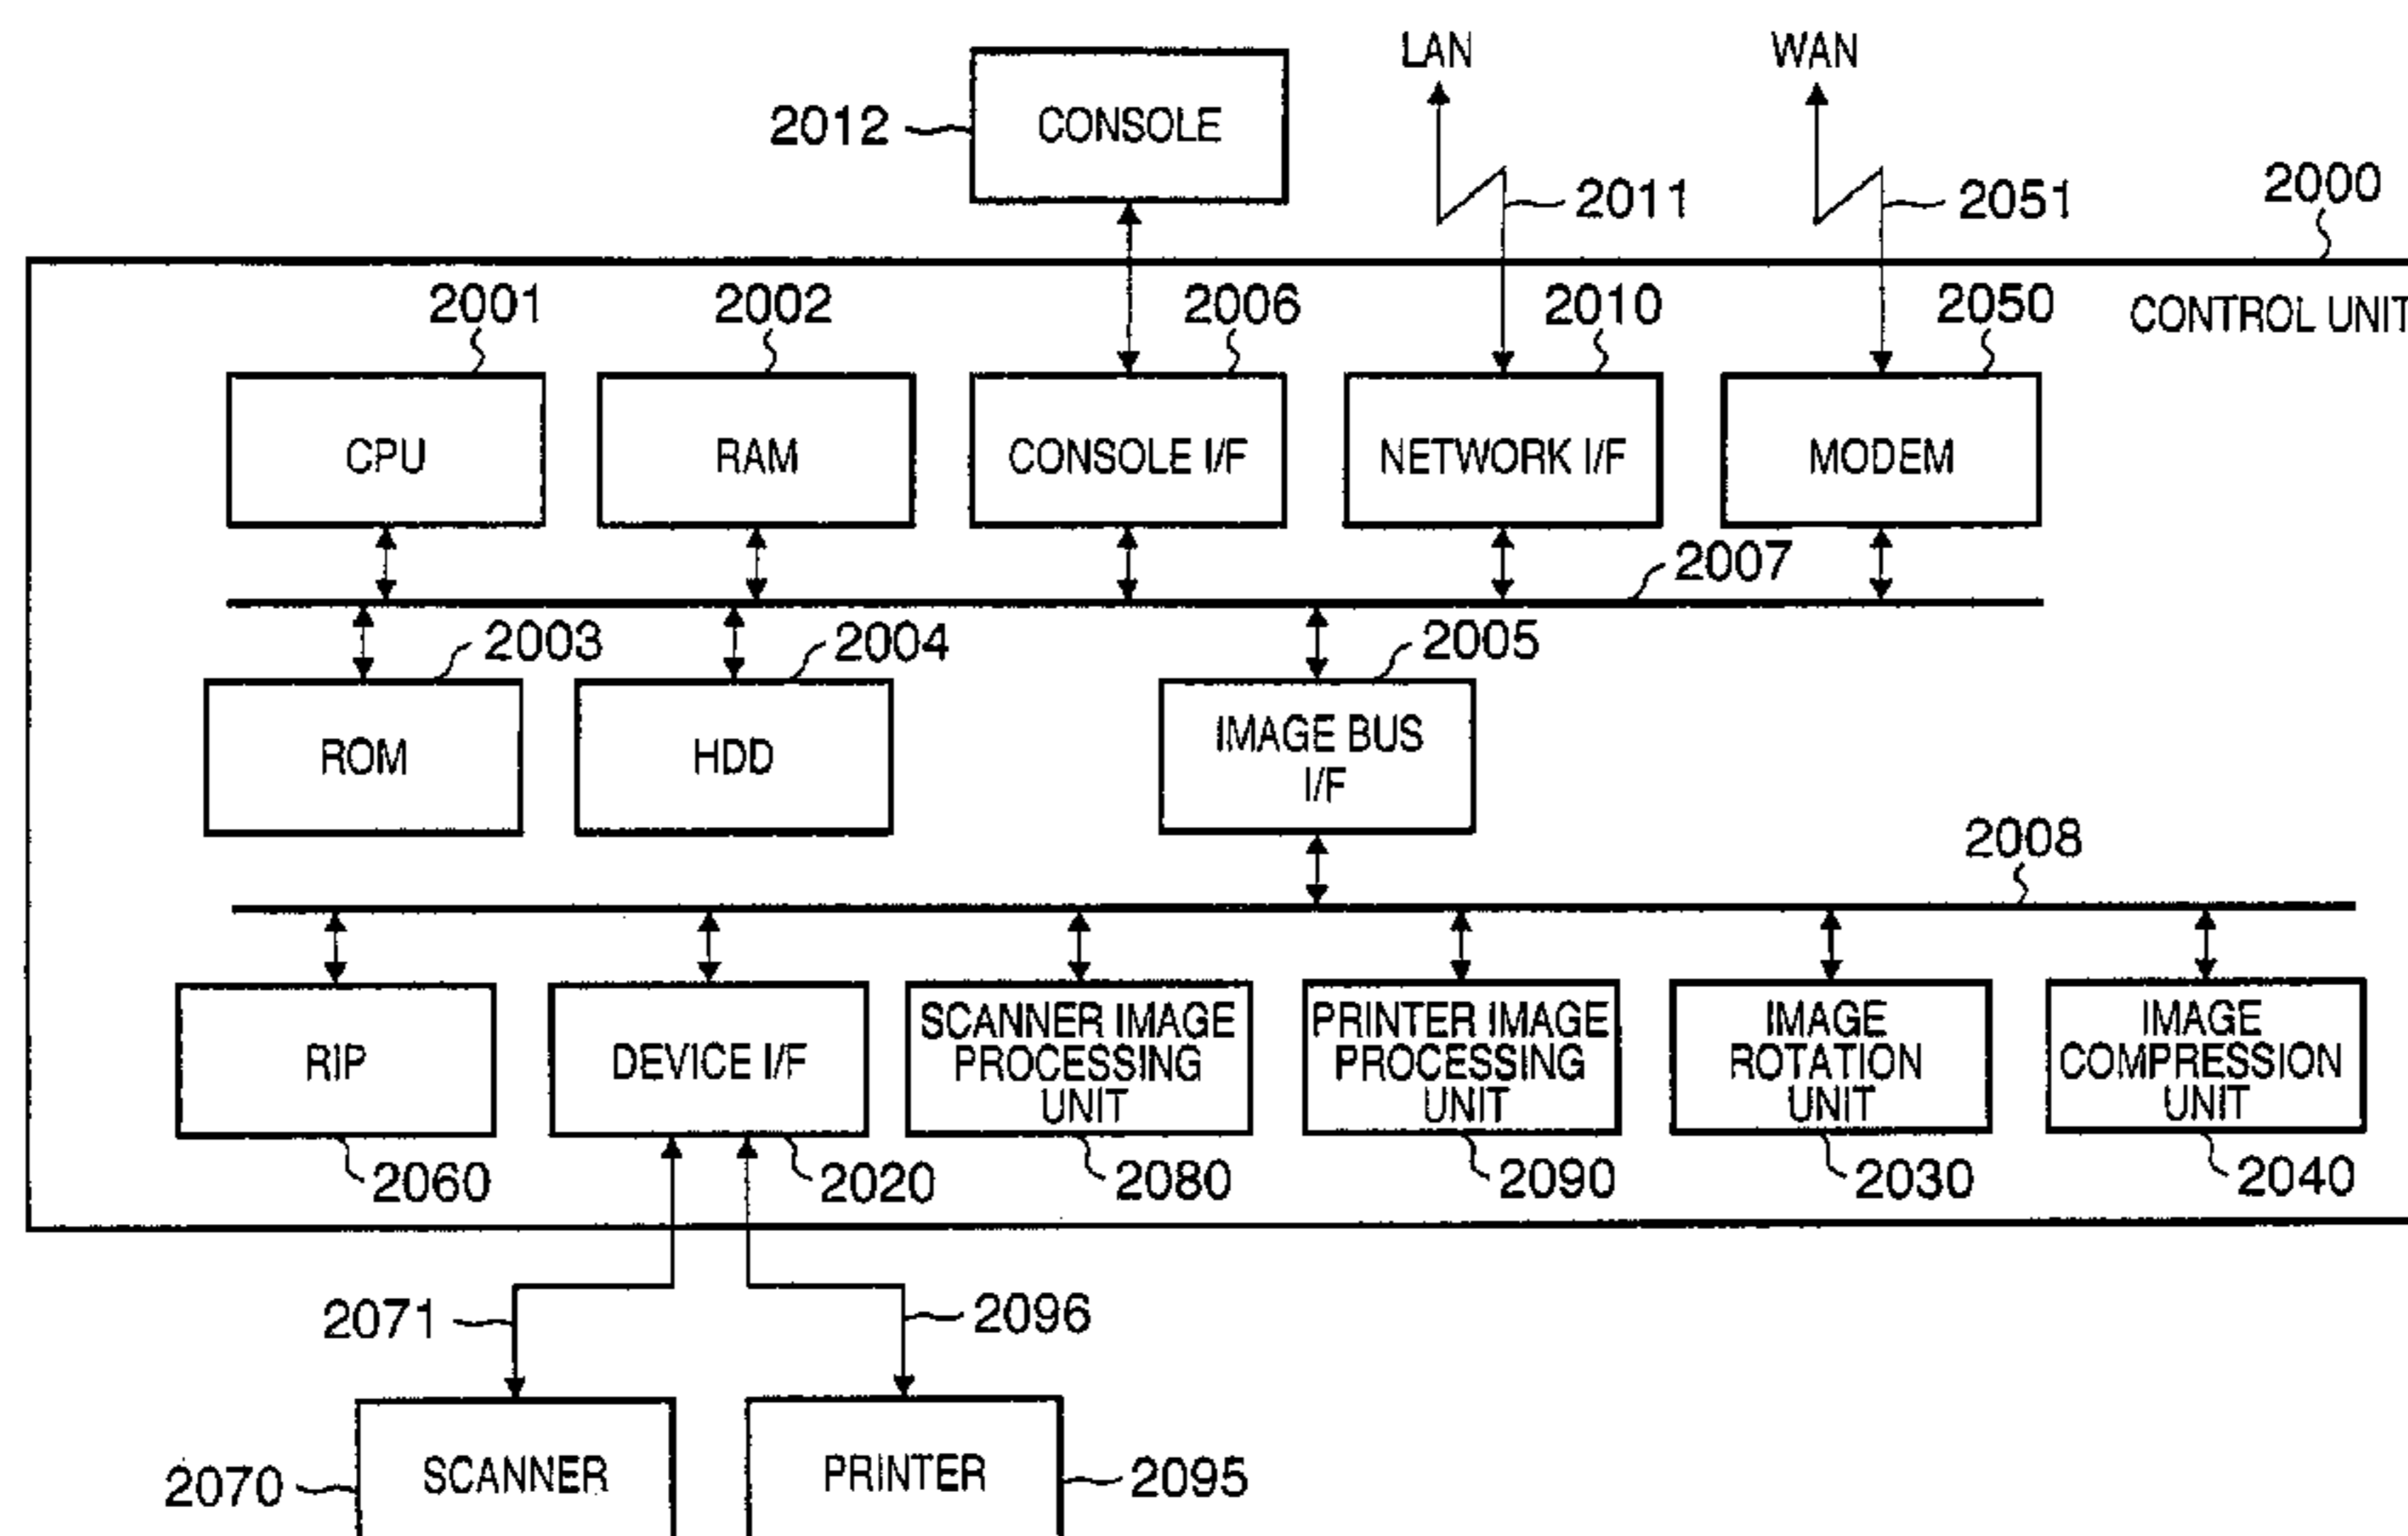 LAN
WAN
2012
CONSOLE
2011
2051
2000
2001
2002
2006
2010
2050
CONTROL UNIT
CPU
RAM
CONSOLE I/F
NETWORK I/F
MODEM
2007
2003
2004
2005
ROM
HDD
IMAGE BUS
I/F
2008
RIP
DEVICE I/F
SCANNER IMAGE
PROCESSING
UNIT
PRINTER IMAGE
PROCESSING
UNIT
IMAGE
ROTATION
UNIT
IMAGE
COMPRESSION
UNIT
2060
2020
2080
2090
2030
2040
2071
2096
2070
SCANNER
PRINTER
2095